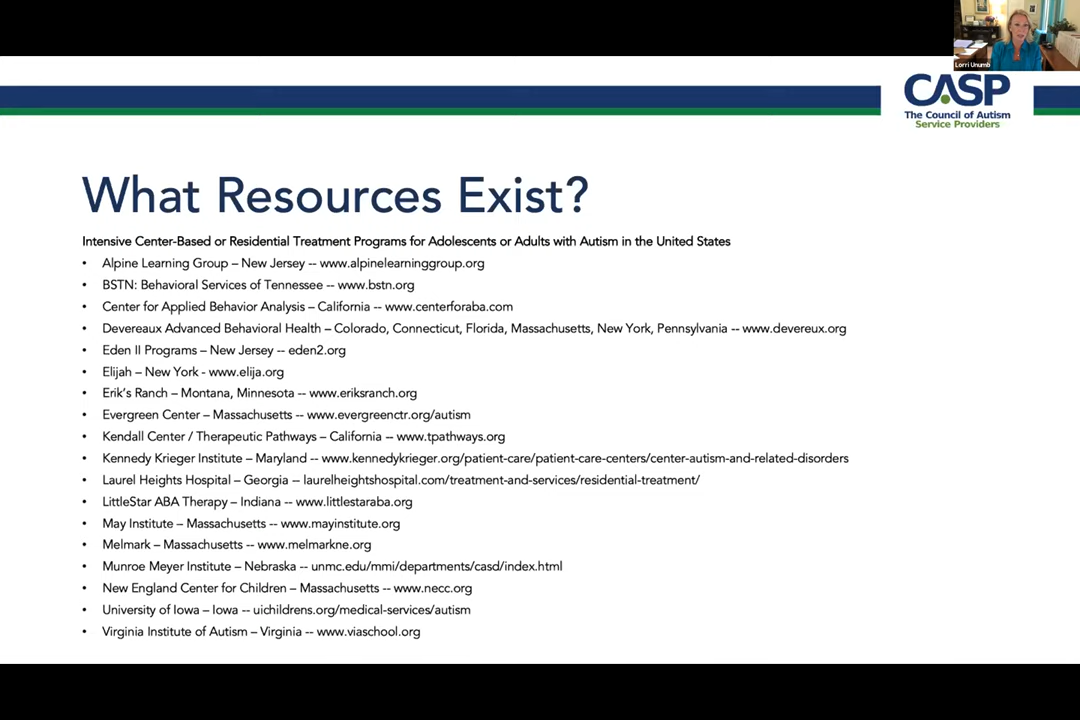 Lorri Unumb
CASP
The Council of Autism
Service Providers
What Resources Exist?
Intensive Center-Based or Residential Treatment Programs for Adolescents or Adults with Autism in the United States
• Alpine Learning Group – New Jersey -- www.alpinelearninggroup.org
• BSTN: Behavioral Services of Tennessee -- www.bstn.org
• Center for Applied Behavior Analysis – California -- www.centerforaba.com
• Devereaux Advanced Behavioral Health – Colorado, Connecticut, Florida, Massachusetts, New York, Pennsylvania -- www.devereux.org
• Eden II Programs – New Jersey -- eden2.org
• Elijah – New York - www.elija.org
• Erik's Ranch – Montana, Minnesota -- www.eriksranch.org
• Evergreen Center – Massachusetts -- www.evergreenctr.org/autism
• Kendall Center / Therapeutic Pathways – California -- www.tpathways.org
• Kennedy Krieger Institute – Maryland -- www.kennedykrieger.org/patient-care/patient-care-centers/center-autism-and-related-disorders
• Laurel Heights Hospital – Georgia -- laurelheightshospital.com/treatment-and-services/residential-treatment/
• LittleStar ABA Therapy – Indiana -- www.littlestaraba.org
• May Institute – Massachusetts -- www.mayinstitute.org
• Melmark – Massachusetts -- www.melmarkne.org
• Munroe Meyer Institute – Nebraska -- unmc.edu/mmi/departments/casd/index.html
• New England Center for Children – Massachusetts -- www.necc.org
• University of Iowa – Iowa -- uichildrens.org/medical-services/autism
• Virginia Institute of Autism – Virginia -- www.viaschool.org